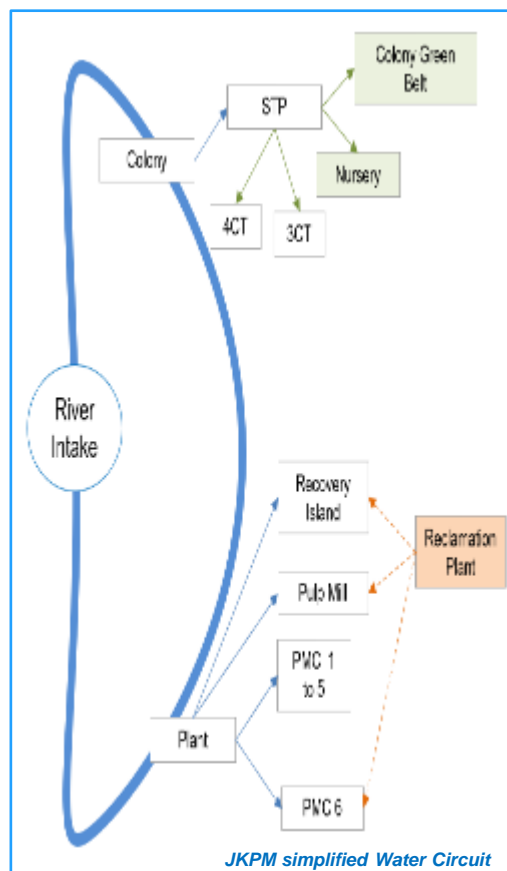 Colony Green
Belt
STP
Colony
Nursery
4CT
3CT
River
Intake
Recovery
Island
Reclamation
Plant
Pulp Mill
PMC 1
to 5
Plant
PMC 6
JKPM simplified Water Circuit